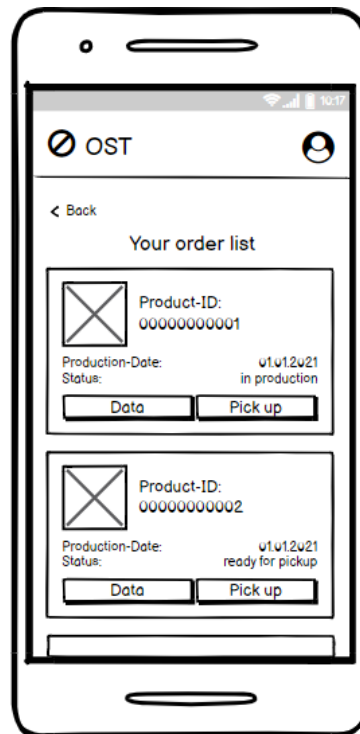 10:17
OST
< Back
Your order list
Product-ID:
00000000001
Production-Date: 01.01.2021
Status: in production
Data Pick up
Product-ID:
00000000002
Production-Date: 01.01.2021
Status: ready for pickup
Data Pick up